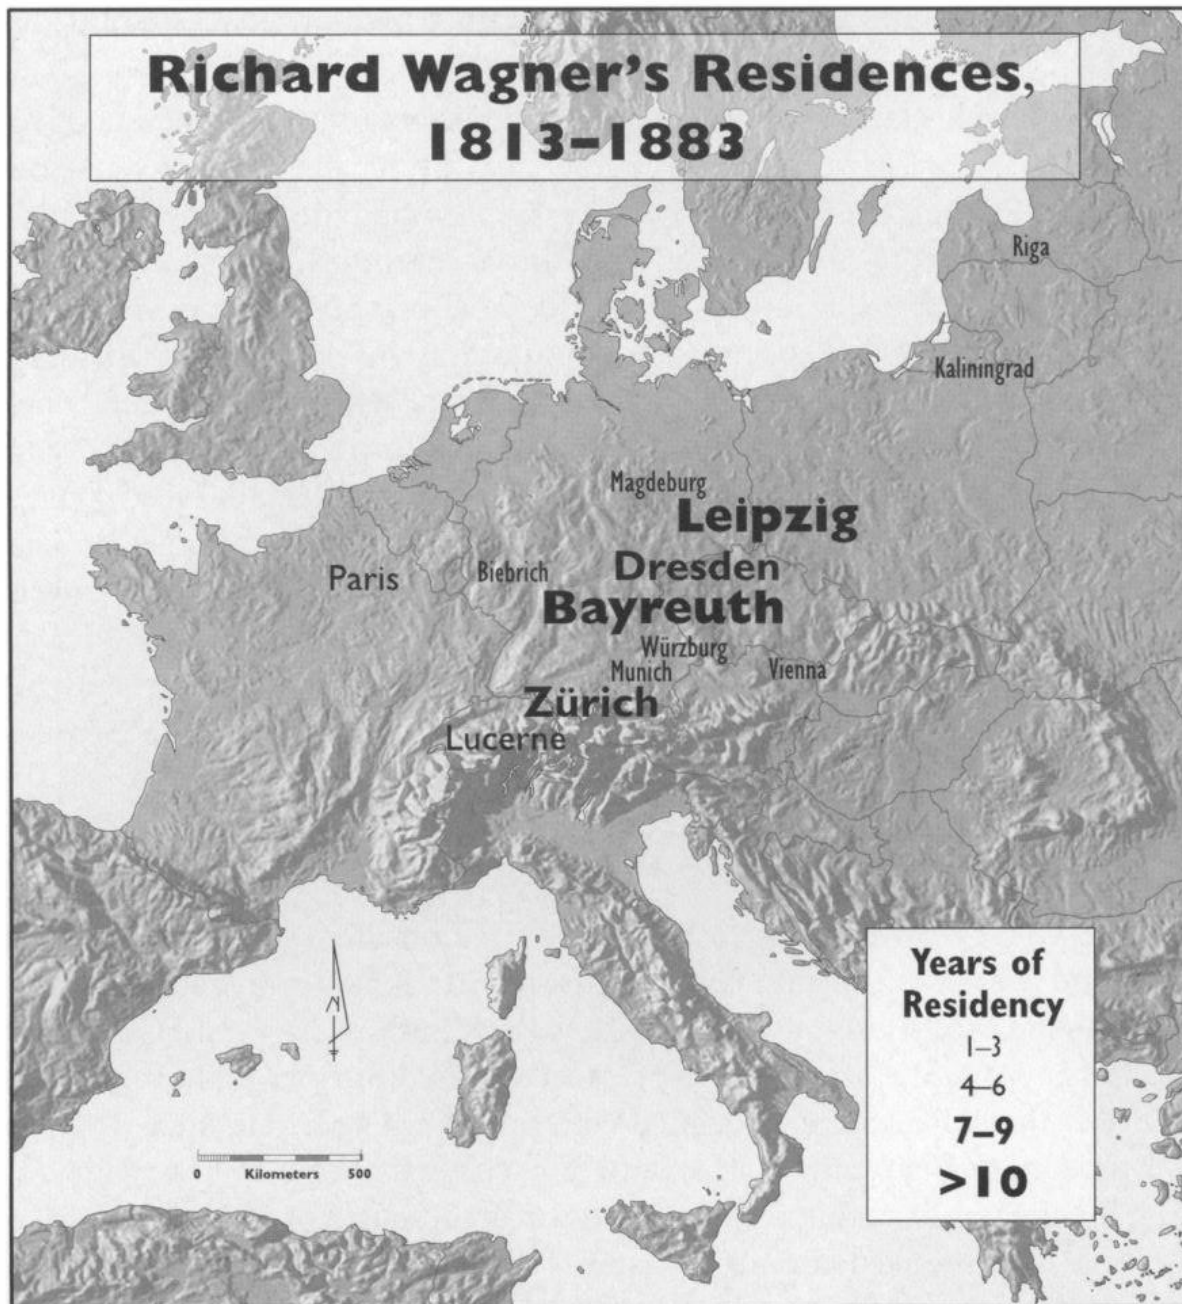 Richard Wagner's Residences,
1813–1883
Riga
Kaliningrad
Magdeburg
Leipzig
Paris
Biebrich
Dresden
Bayreuth
Würzburg
Munich
Vienna
Zürich
Lucerne
N
0 Kilometers 500
Years of
Residency
1–3
4–6
7–9
>10